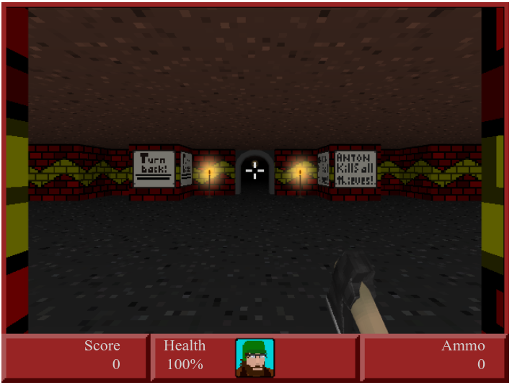 Turn
back!
ANTON
Kills all
thieves!
Score
0
Health
100%
Ammo
0